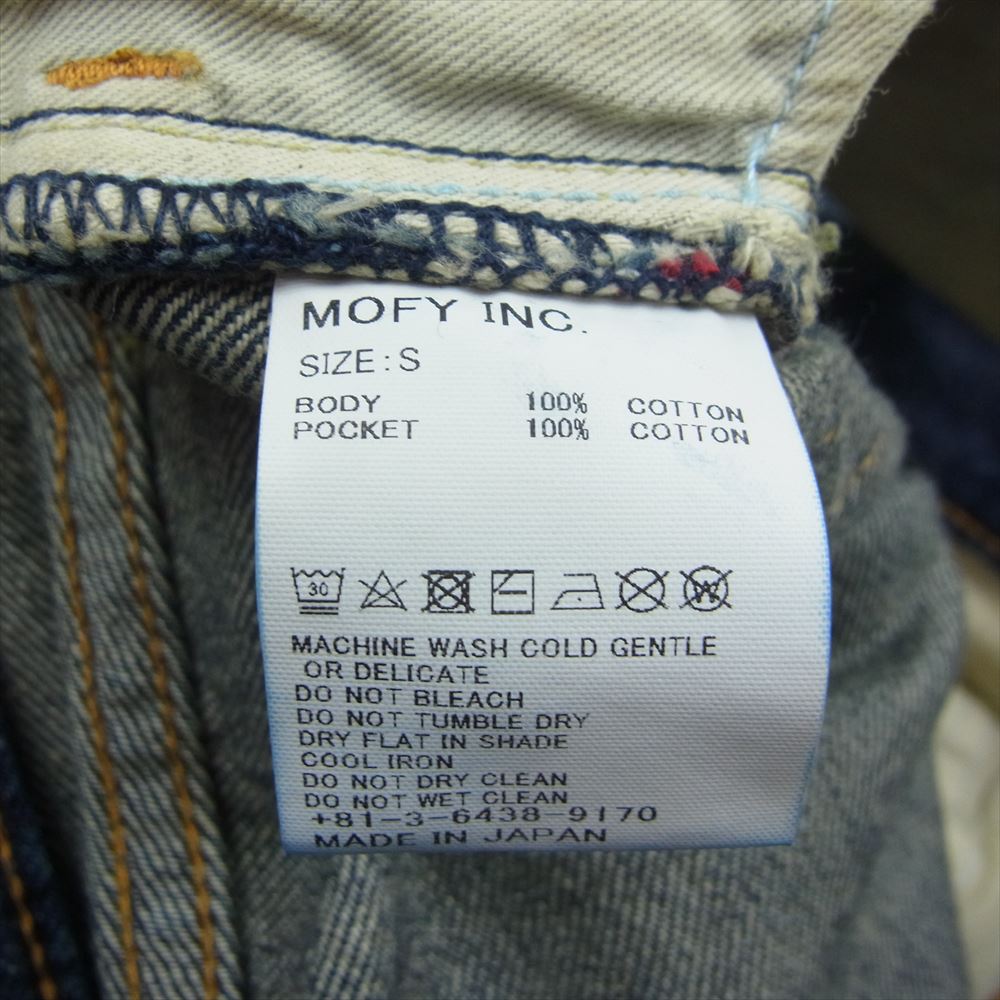 MOFY INC.
SIZE:S
BODY 100% COTTON
POCKET 100% COTTON
30 W
MACHINE WASH COLD GENTLE
OR DELICATE
DO NOT BLEACH
DO NOT TUMBLE DRY
DRY FLAT IN SHADE
COOL IRON
DO NOT DRY CLEAN
DO NOT WET CLEAN
+81-3-6438-9170
MADE IN JAPAN